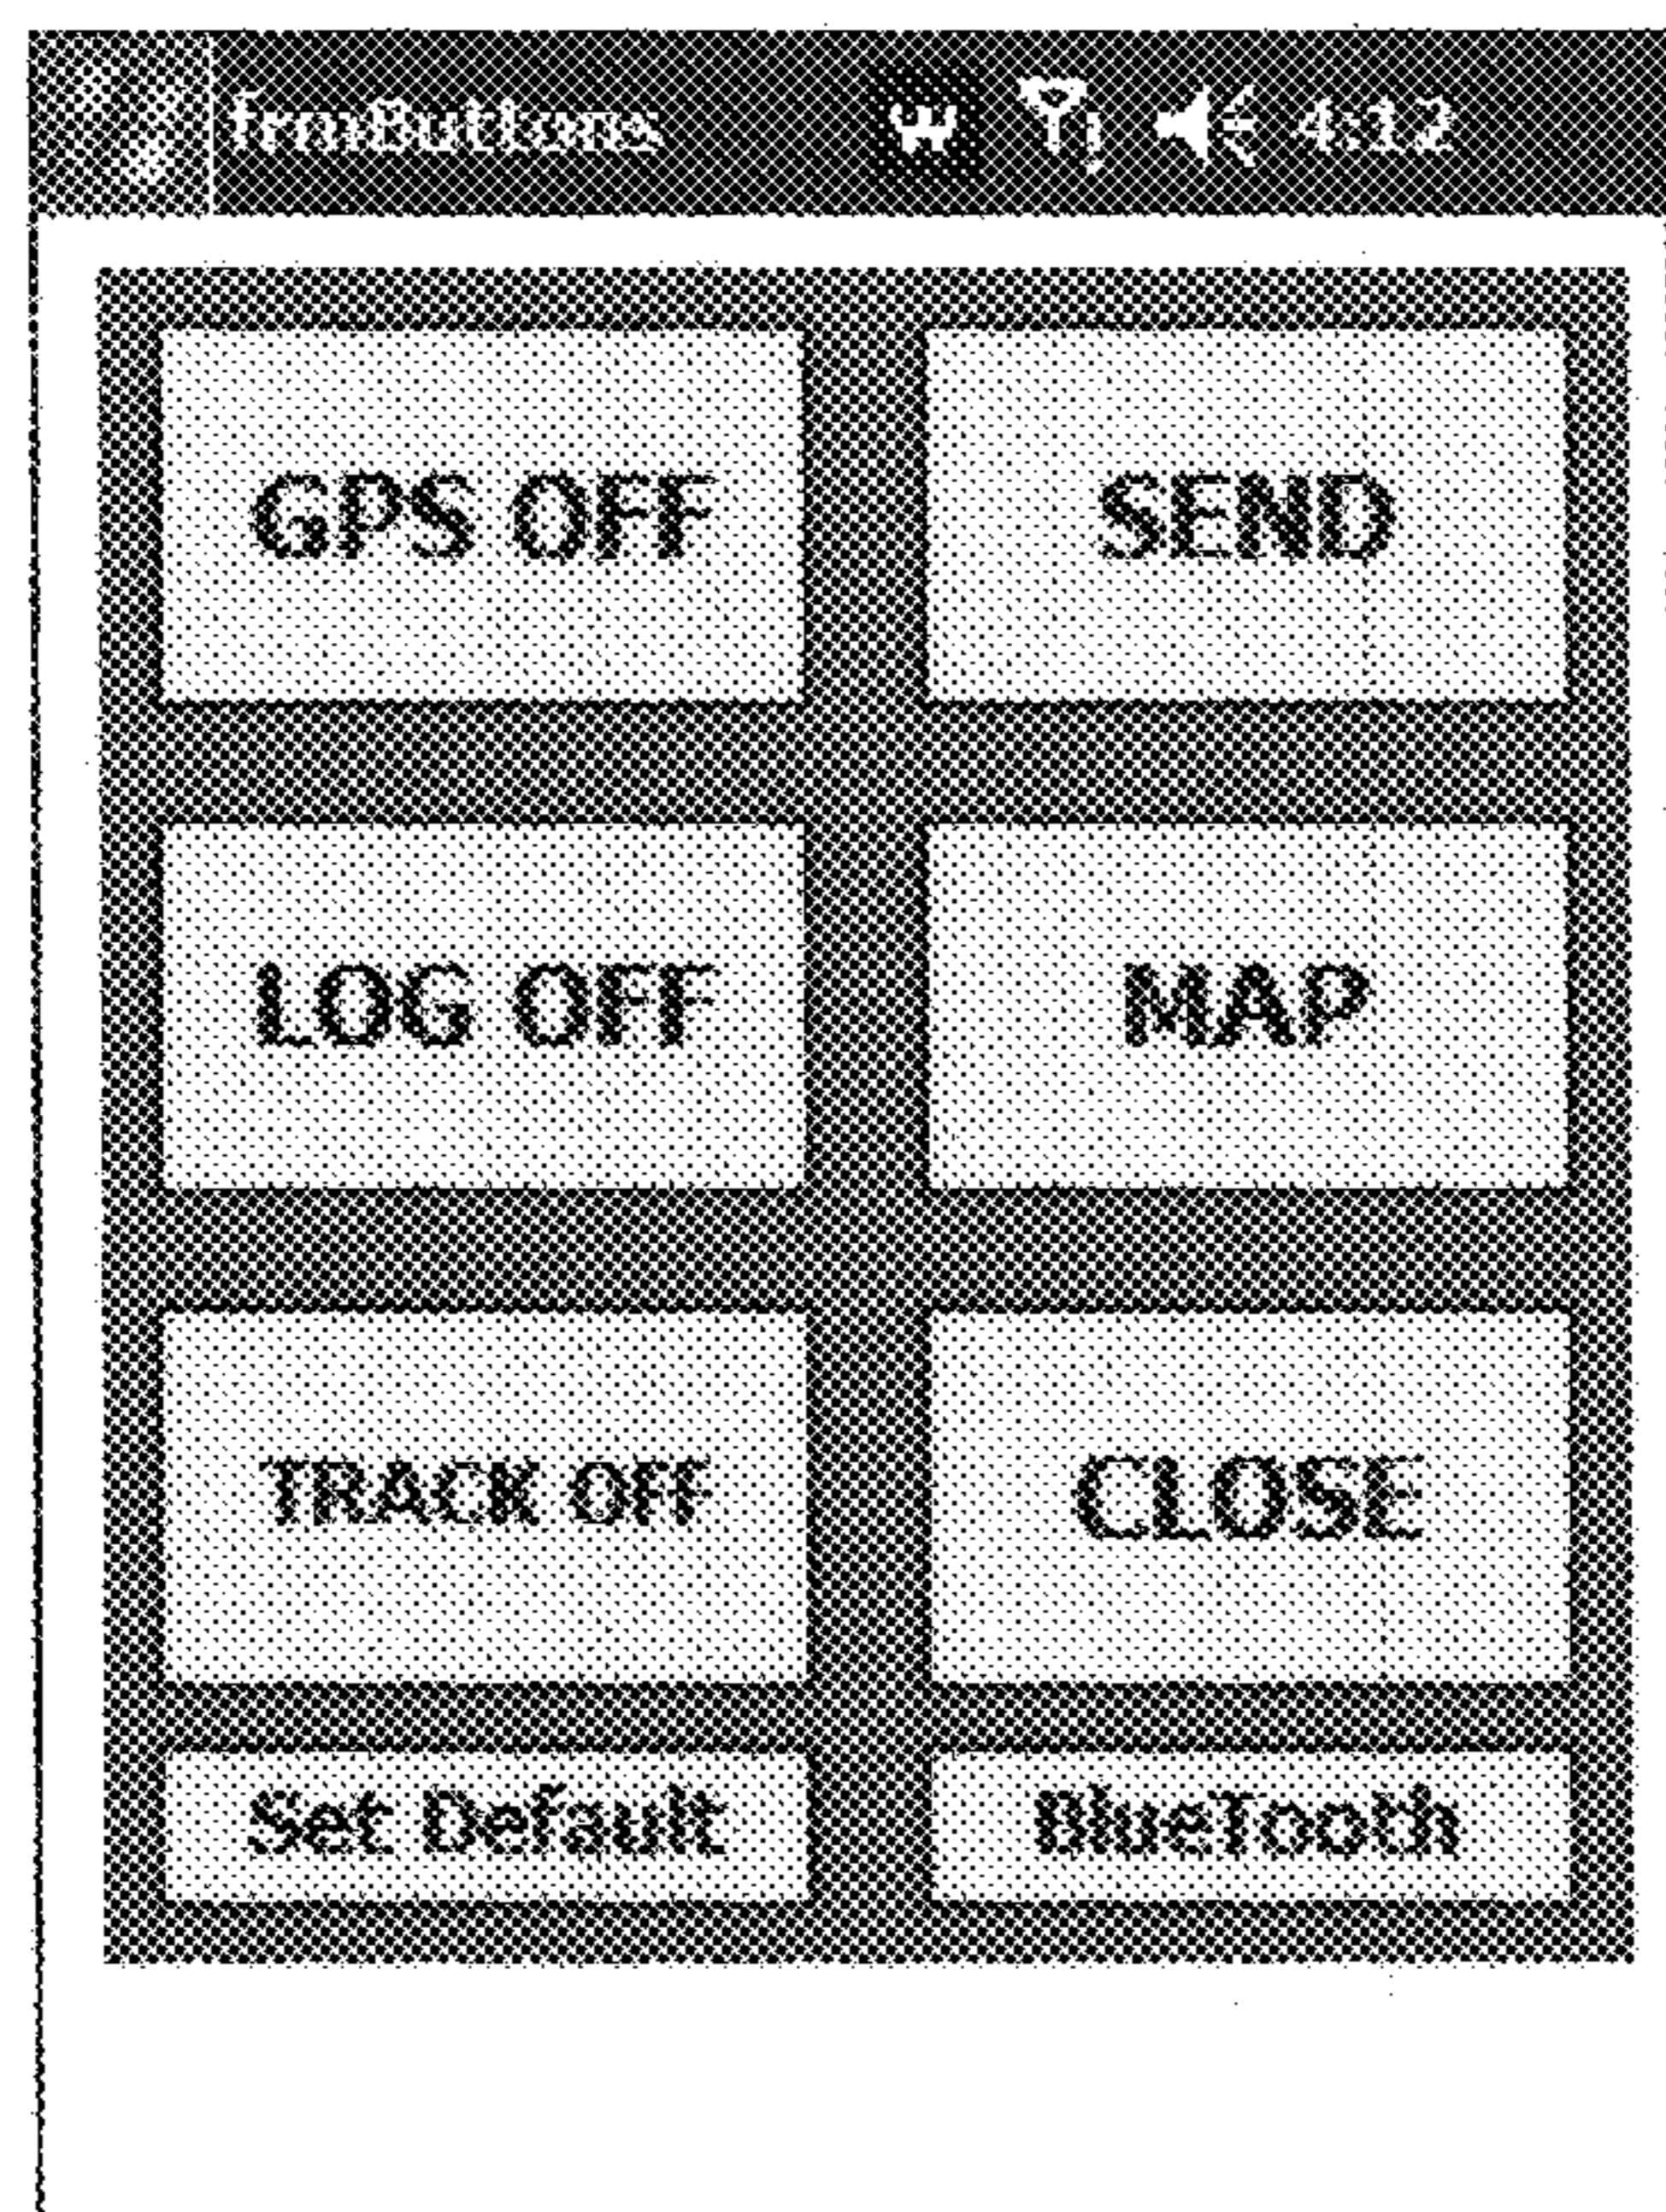 frmButtons 4:12
GPS OFF SEND
LOG OFF MAP
TRACK OFF CLOSE
Set Default BlueTooth